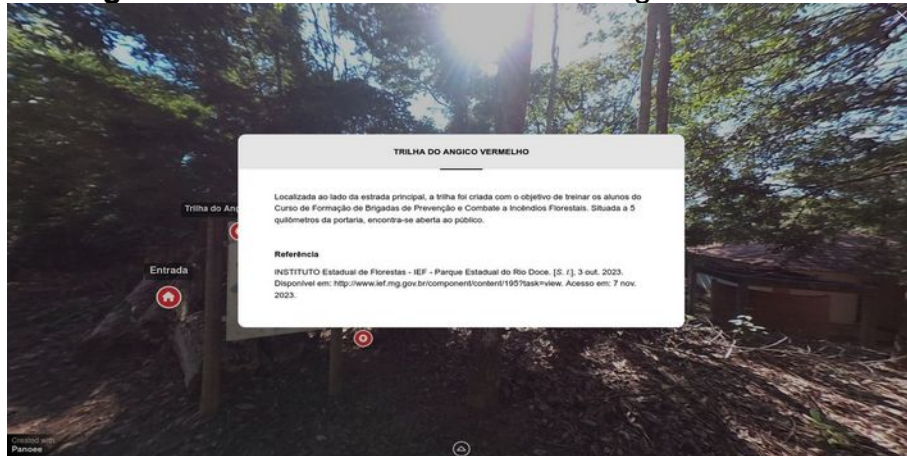 TRILHA DO ANGICO VERMELHO
Localizada ao lado da estrada principal, a trilha foi criada com o objetivo de treinar os alunos do
Curso de Formação de Brigadas de Prevenção e Combate a Incêndios Florestais. Situada a 5
quilômetros da portaria, encontra-se aberta ao público.
Referência
INSTITUTO Estadual de Florestas - IEF - Parque Estadual do Rio Doce. [S. l.], 3 out. 2023.
Disponível em: http://www.ief.mg.gov.br/component/content/195?task=view. Acesso em: 7 nov.
2023.
Trilha do Ang
Entrada
Created with
Panoee